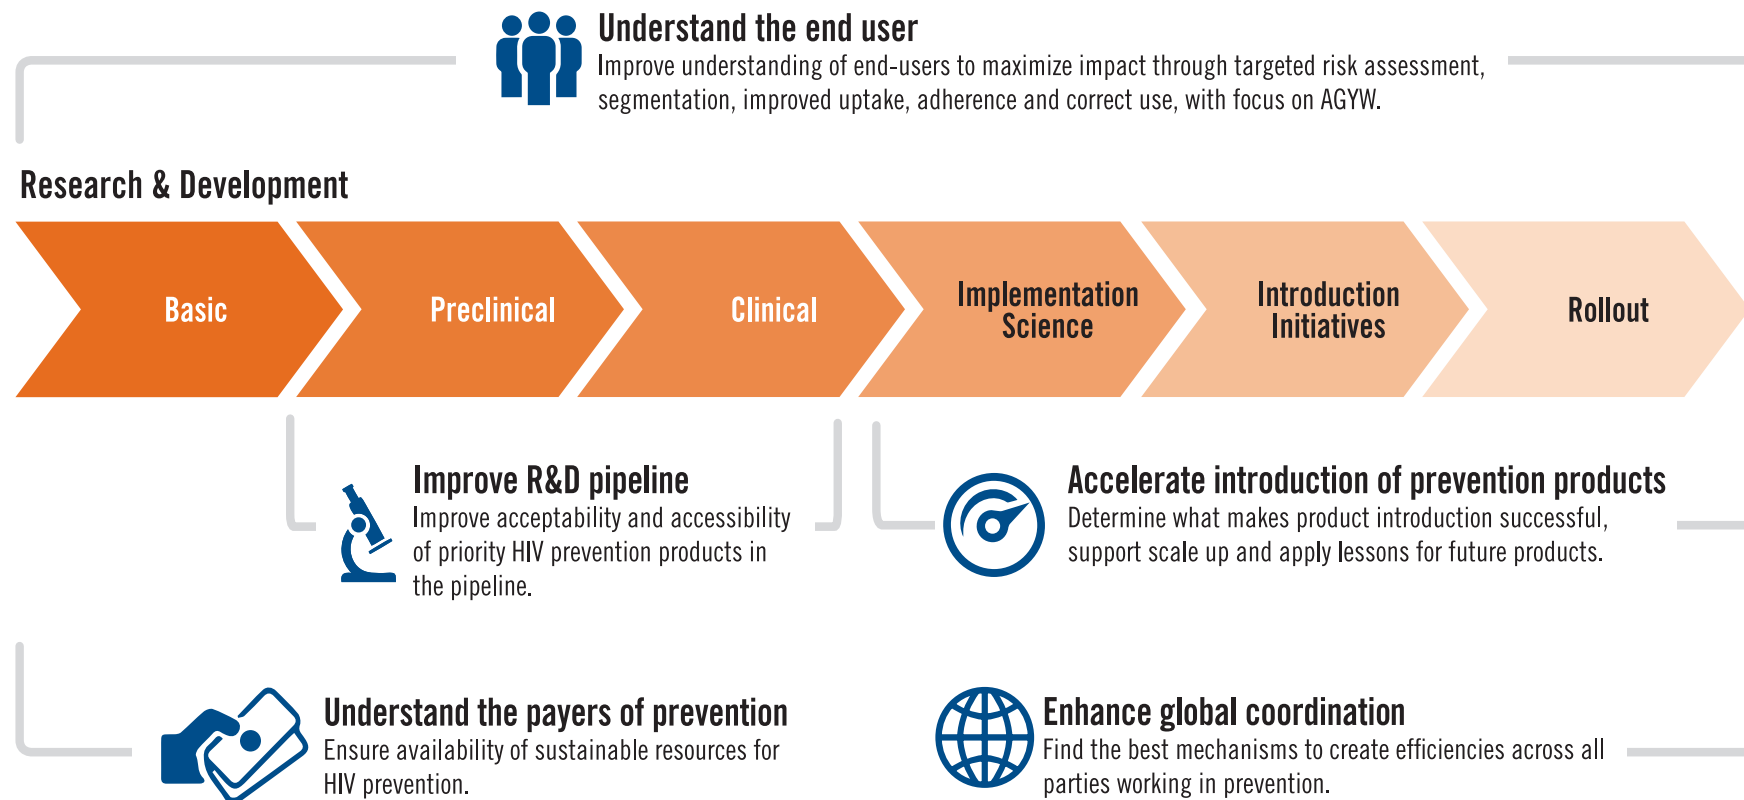 Understand the end user
Improve understanding of end-users to maximize impact through targeted risk assessment,
segmentation, improved uptake, adherence and correct use, with focus on AGYW.
Research & Development
Basic
Preclinical
Clinical
Implementation
Science
Introduction
Initiatives
Rollout
Improve R&D pipeline
Improve acceptability and accessibility
of priority HIV prevention products in
the pipeline.
Accelerate introduction of prevention products
Determine what makes product introduction successful,
support scale up and apply lessons for future products.
Understand the payers of prevention
Ensure availability of sustainable resources for
HIV prevention.
Enhance global coordination
Find the best mechanisms to create efficiencies across all
parties working in prevention.